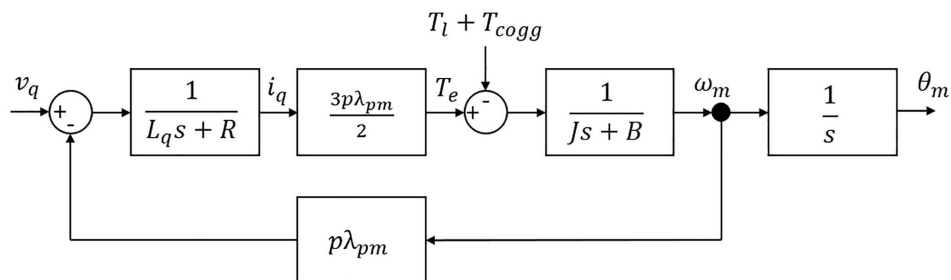 T_l + T_cogg
v_q
+
-
1 / (L_q s + R)
i_q
3pλ_pm / 2
T_e
+
-
1 / (Js + B)
ω_m
1 / s
θ_m
pλ_pm